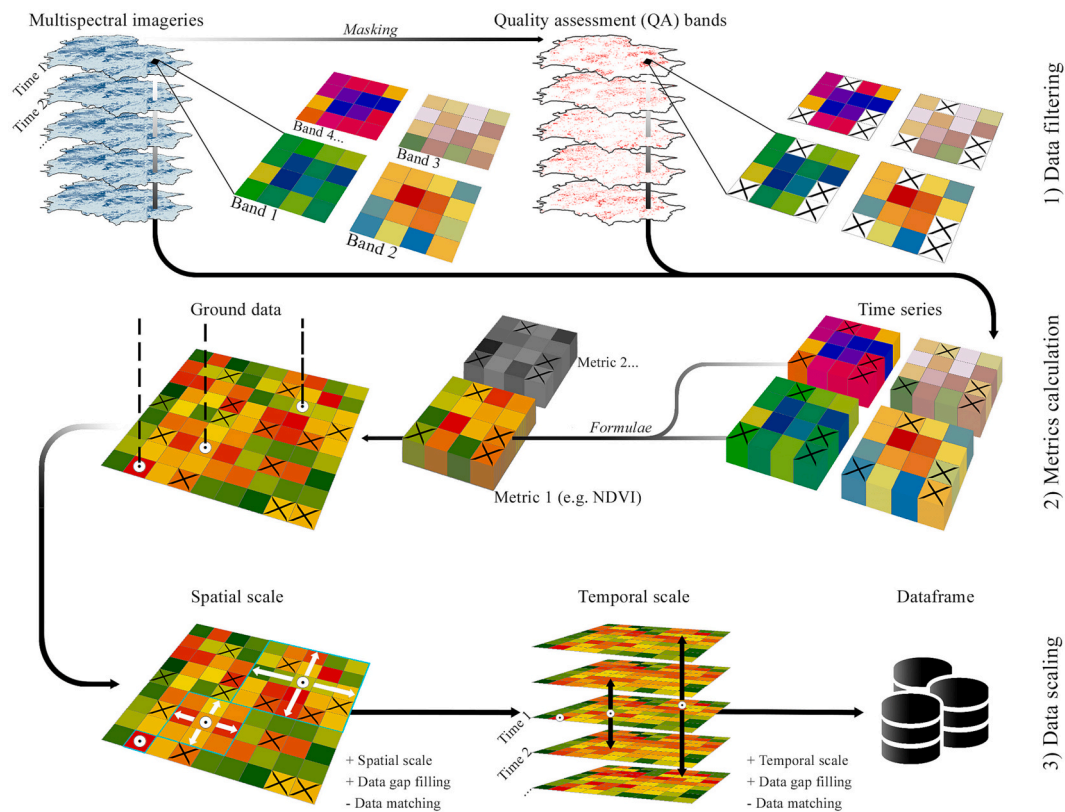 Multispectral imageries
Masking
Quality assessment (QA) bands
Time 1
Time 2
...
Band 4...
Band 3
Band 1
Band 2
1) Data filtering
Ground data
Time series
Metric 2...
Formulae
Metric 1 (e.g. NDVI)
2) Metrics calculation
Spatial scale
Temporal scale
Dataframe
Time 1
Time 2
...
+ Spatial scale
+ Data gap filling
- Data matching
+ Temporal scale
+ Data gap filling
- Data matching
3) Data scaling